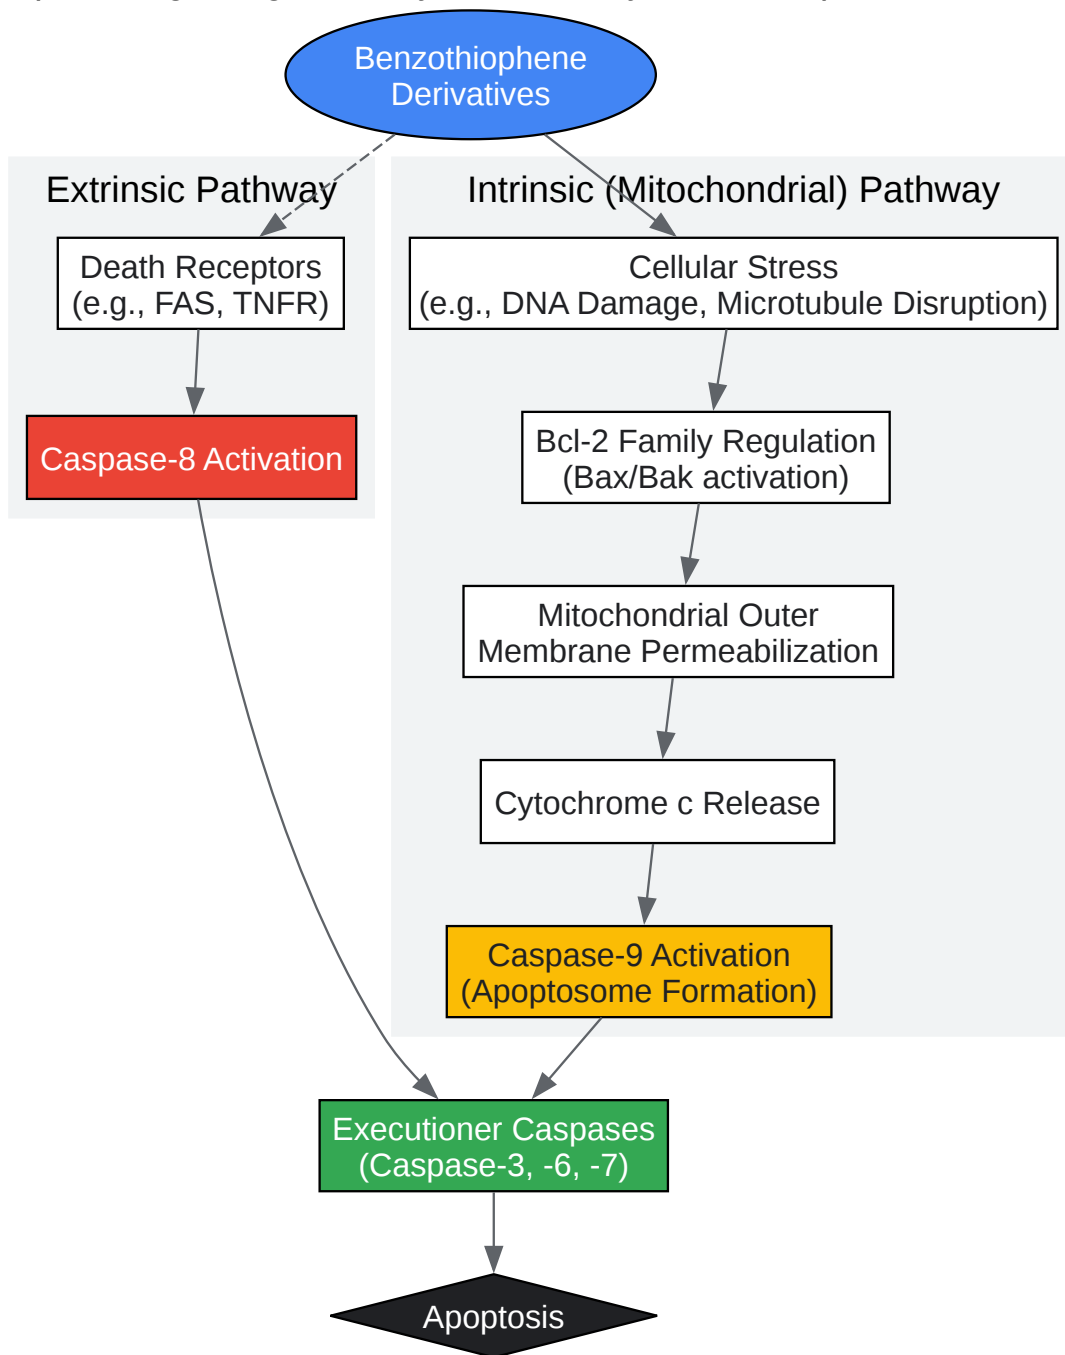 Benzothiophene
Derivatives
Extrinsic Pathway
Death Receptors
(e.g., FAS, TNFR)
Caspase-8 Activation
Intrinsic (Mitochondrial) Pathway
Cellular Stress
(e.g., DNA Damage, Microtubule Disruption)
Bcl-2 Family Regulation
(Bax/Bak activation)
Mitochondrial Outer
Membrane Permeabilization
Cytochrome c Release
Caspase-9 Activation
(Apoptosome Formation)
Executioner Caspases
(Caspase-3, -6, -7)
Apoptosis